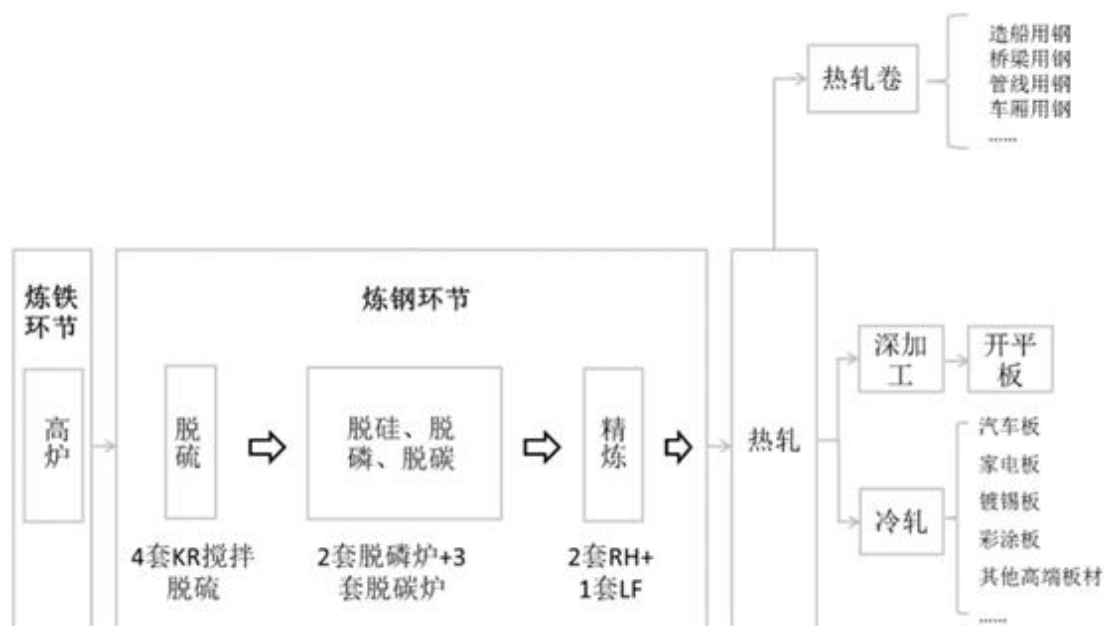 造船用钢
桥梁用钢
管线用钢
车厢用钢
......
热轧卷
炼铁
环节
高炉
炼钢环节
脱
硫
脱硅、脱
磷、脱碳
精
炼
4套KR搅拌
脱硫
2套脱磷炉+3
套脱碳炉
2套RH+
1套LF
热轧
深加
工
开平
板
冷轧
汽车板
家电板
镀锡板
彩涂板
其他高端板材
......